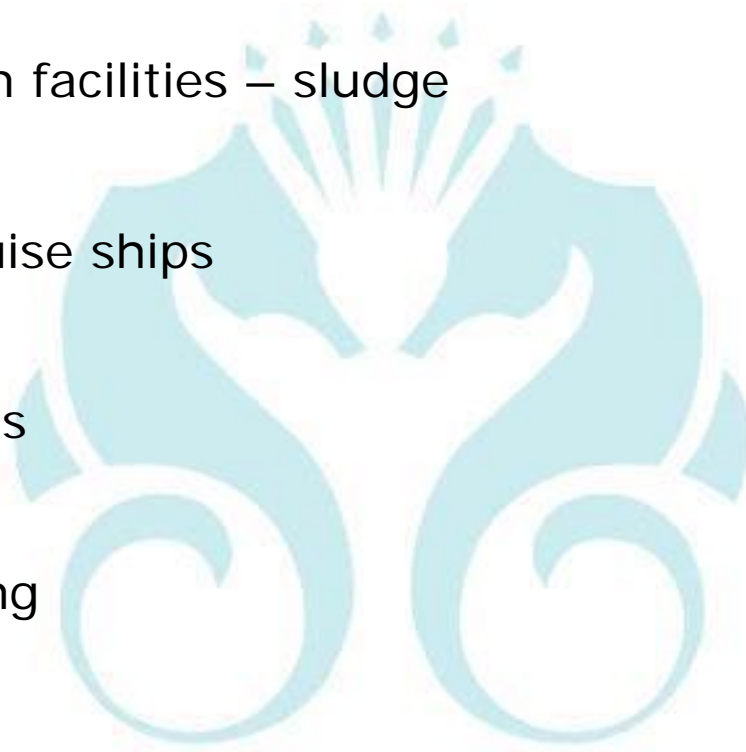 n facilities – sludge
uise ships
s
ng